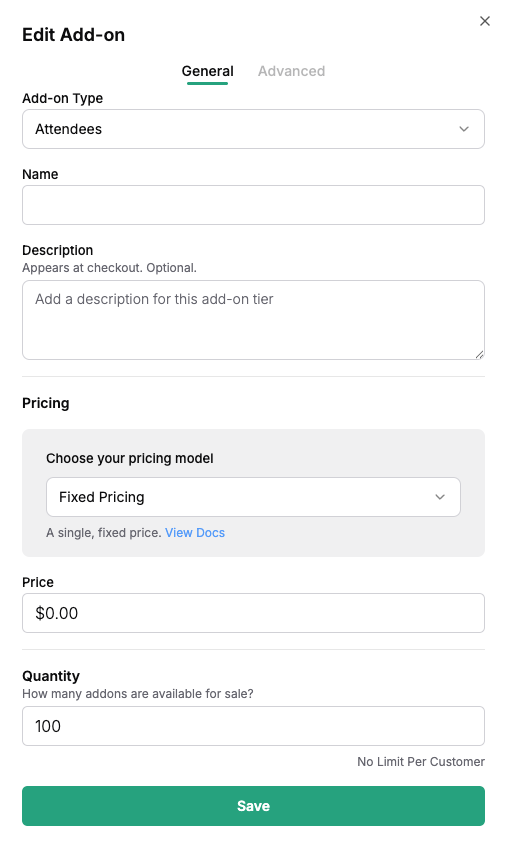 Edit Add-on
General Advanced
Add-on Type
Attendees
Name
Description
Appears at checkout. Optional.
Add a description for this add-on tier
Pricing
Choose your pricing model
Fixed Pricing
A single, fixed price. View Docs
Price
$0.00
Quantity
How many addons are available for sale?
100
No Limit Per Customer
Save